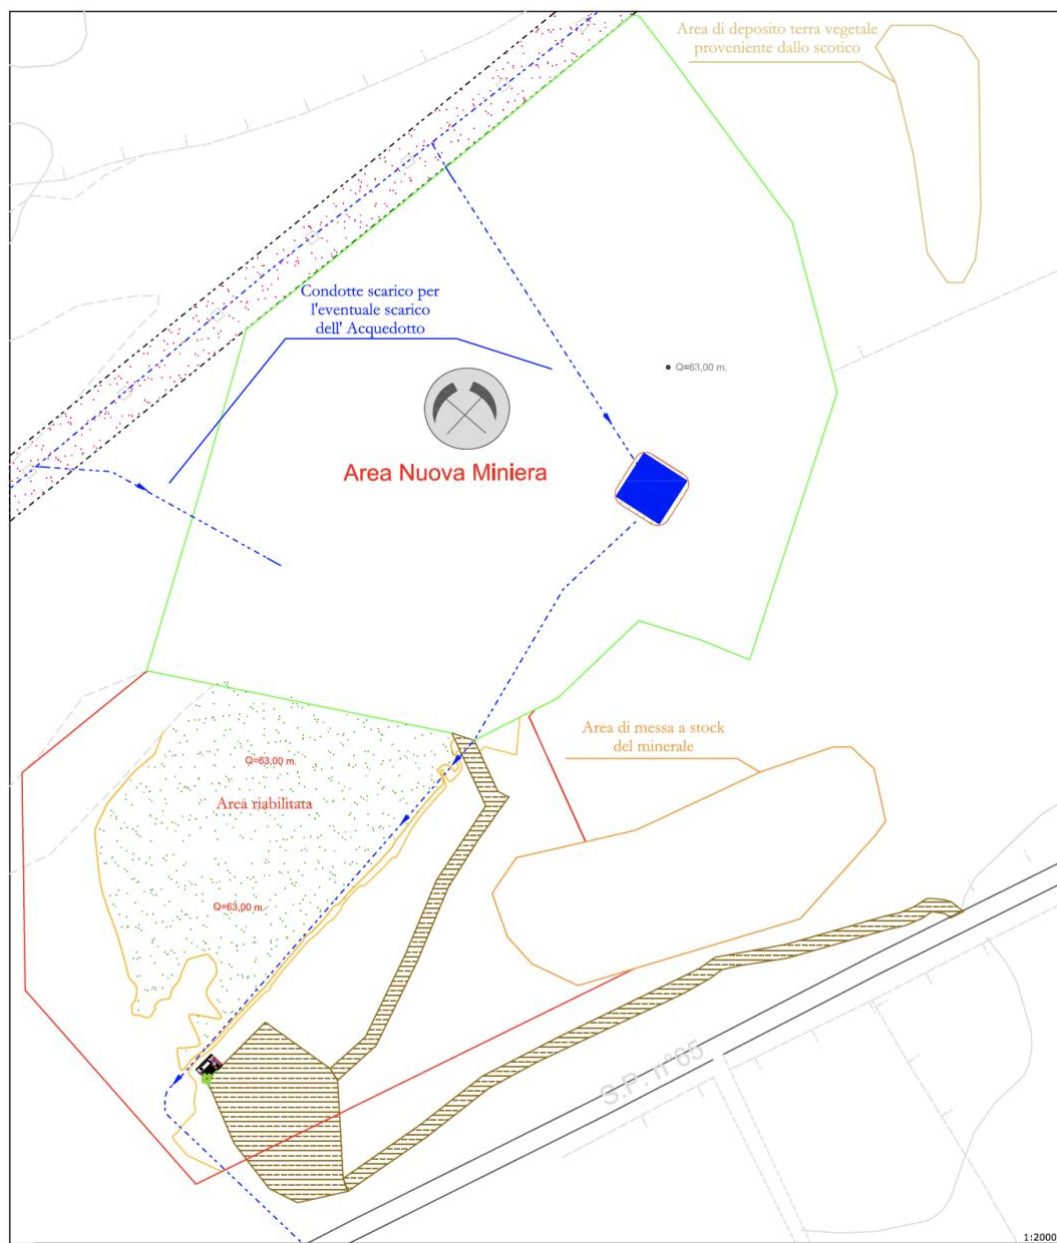 Area di deposito terra vegetale
proveniente dallo scotico
Condotte scarico per
l'eventuale scarico
dell' Acquedotto
Q=63,00 m.
Area Nuova Miniera
Area di messa a stock
del minerale
Q=63,00 m.
Area riabilitata
Q=63,00 m.
S.P. n°65
1:2000